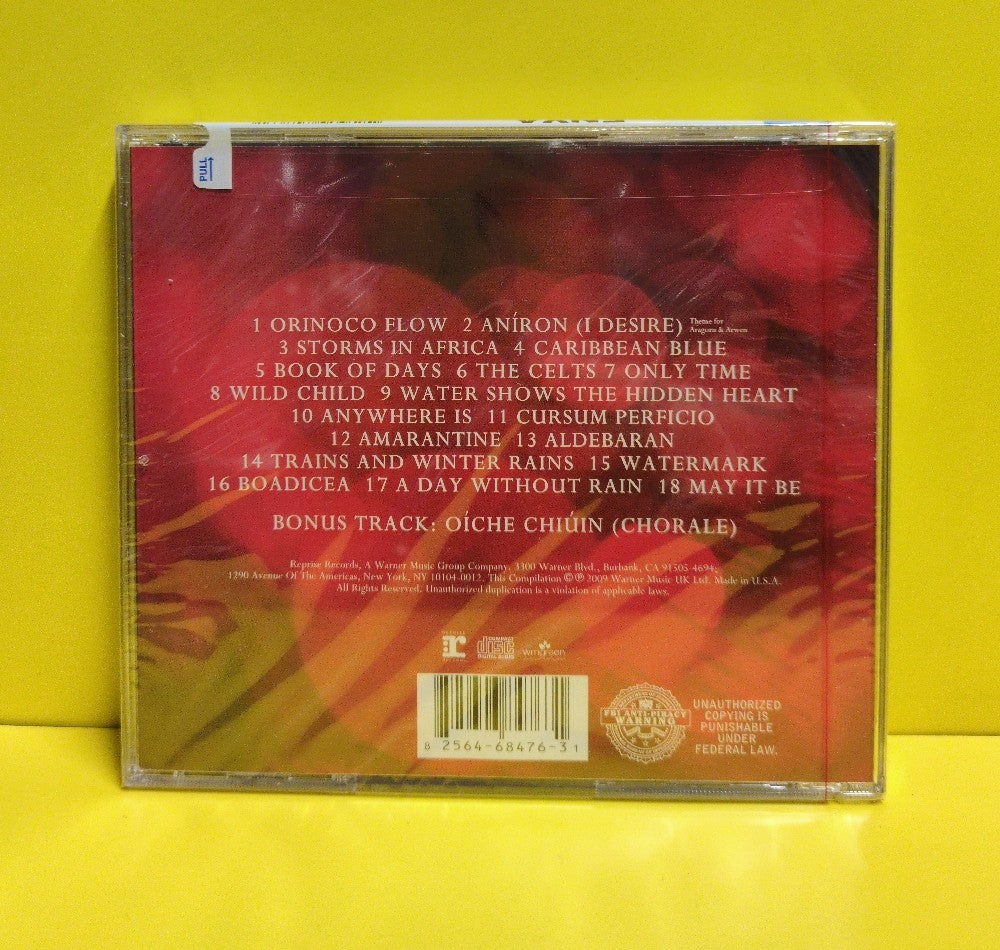 ENYA
PULL
1 ORINOCO FLOW 2 ANÍRON (I DESIRE) Theme for Aragorn & Arwen
3 STORMS IN AFRICA 4 CARIBBEAN BLUE
5 BOOK OF DAYS 6 THE CELTS 7 ONLY TIME
8 WILD CHILD 9 WATER SHOWS THE HIDDEN HEART
10 ANYWHERE IS 11 CURSUM PERFICIO
12 AMARANTINE 13 ALDEBARAN
14 TRAINS AND WINTER RAINS 15 WATERMARK
16 BOADICEA 17 A DAY WITHOUT RAIN 18 MAY IT BE
BONUS TRACK: OÍCHE CHIÚIN (CHORALE)
Reprise Records, A Warner Music Group Company, 3300 Warner Blvd., Burbank, CA 91505-4694;
1290 Avenue Of The Americas, New York, NY 10104-0012. This Compilation ©℗ 2009 Warner Music UK Ltd. Made in U.S.A.
All Rights Reserved. Unauthorized duplication is a violation of applicable laws.
r
COMPACT
disc
DIGITAL AUDIO
wmgreen
8 2564-68476-3 1
FBI ANTI-PIRACY
WARNING
UNAUTHORIZED
COPYING IS
PUNISHABLE
UNDER
FEDERAL LAW.